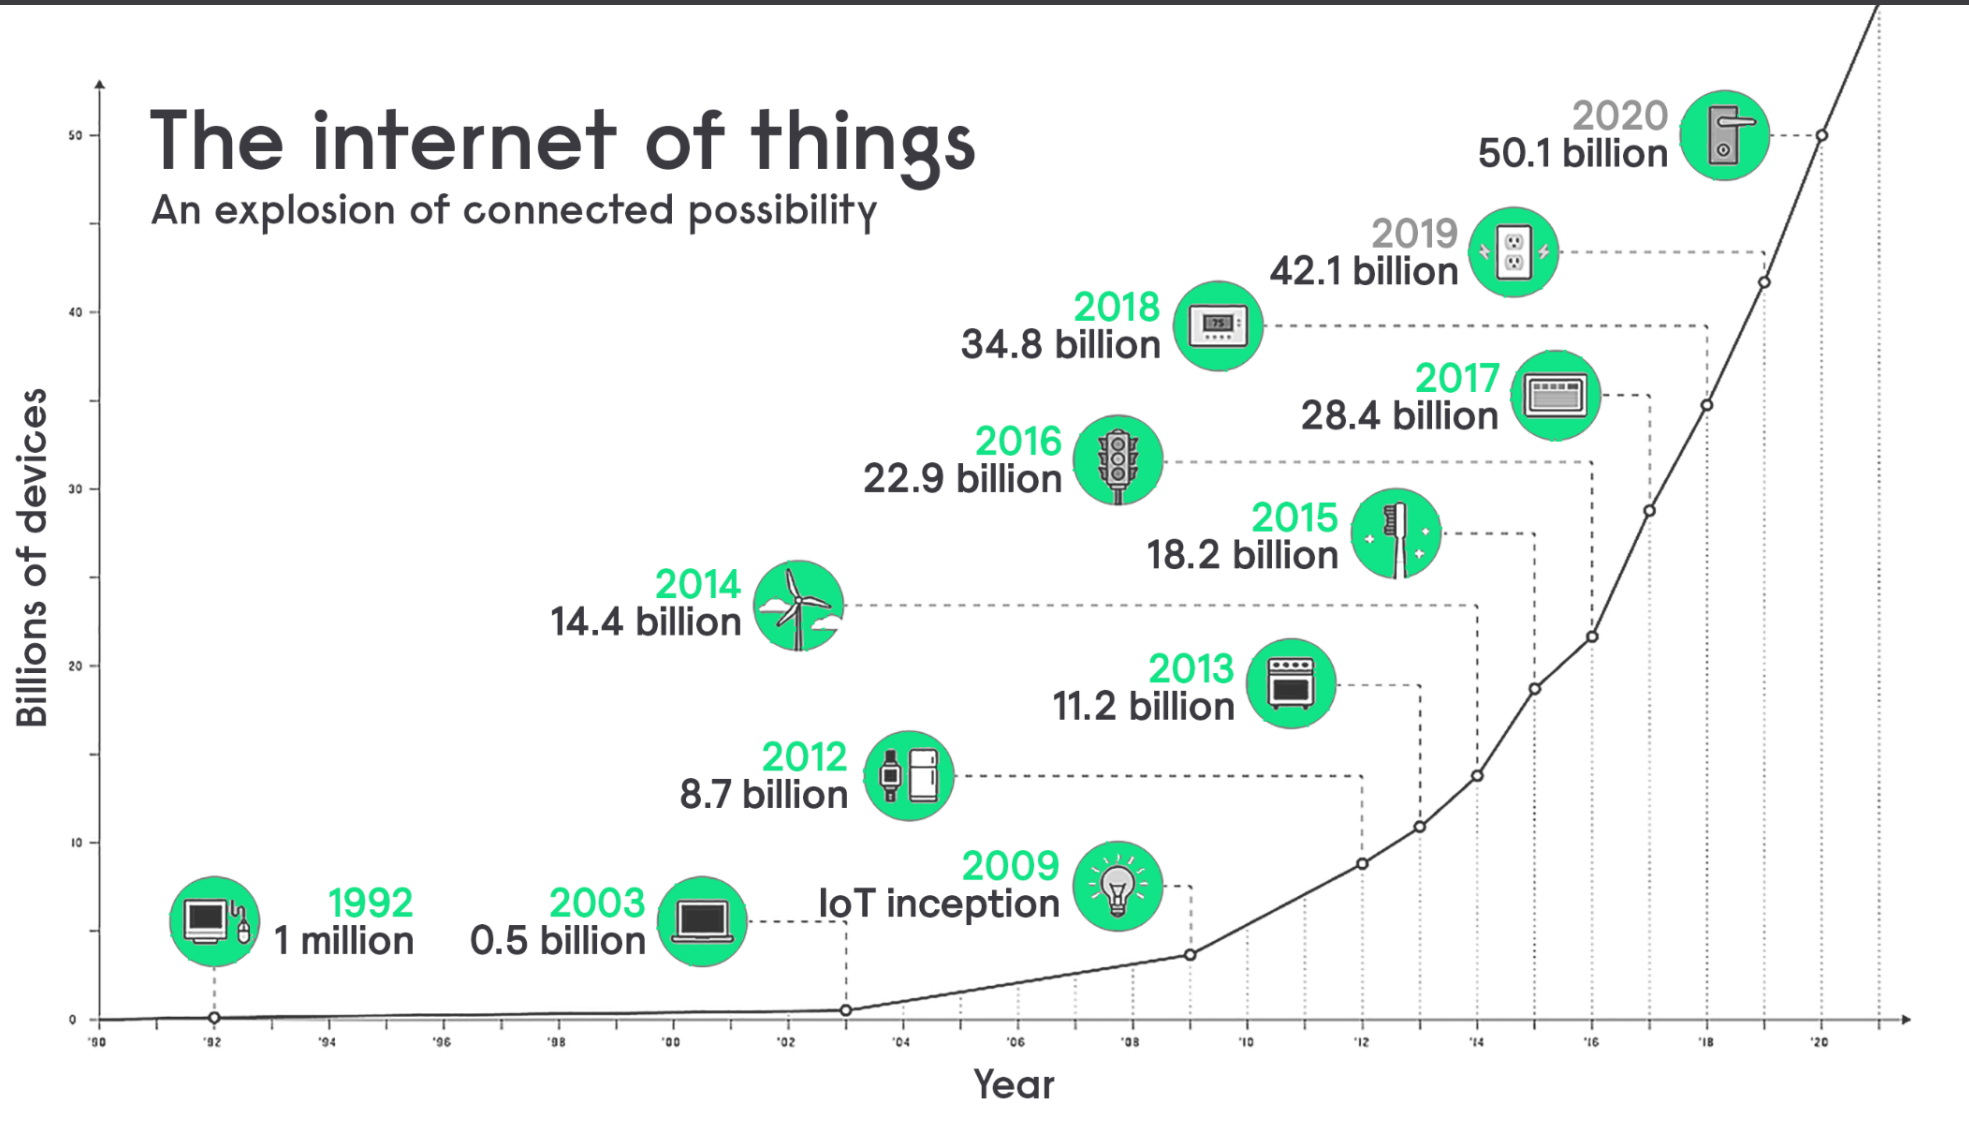 The internet of things
An explosion of connected possibility
2020
50.1 billion
2019
42.1 billion
2018
34.8 billion
2017
28.4 billion
2016
22.9 billion
2015
18.2 billion
2014
14.4 billion
2013
11.2 billion
2012
8.7 billion
2009
IoT inception
2003
0.5 billion
1992
1 million
75
Billions of devices
50
40
30
20
10
0
'90 '92 '94 '96 '98 '00 '02 '04 '06 '08 '10 '12 '14 '16 '18 '20
Year